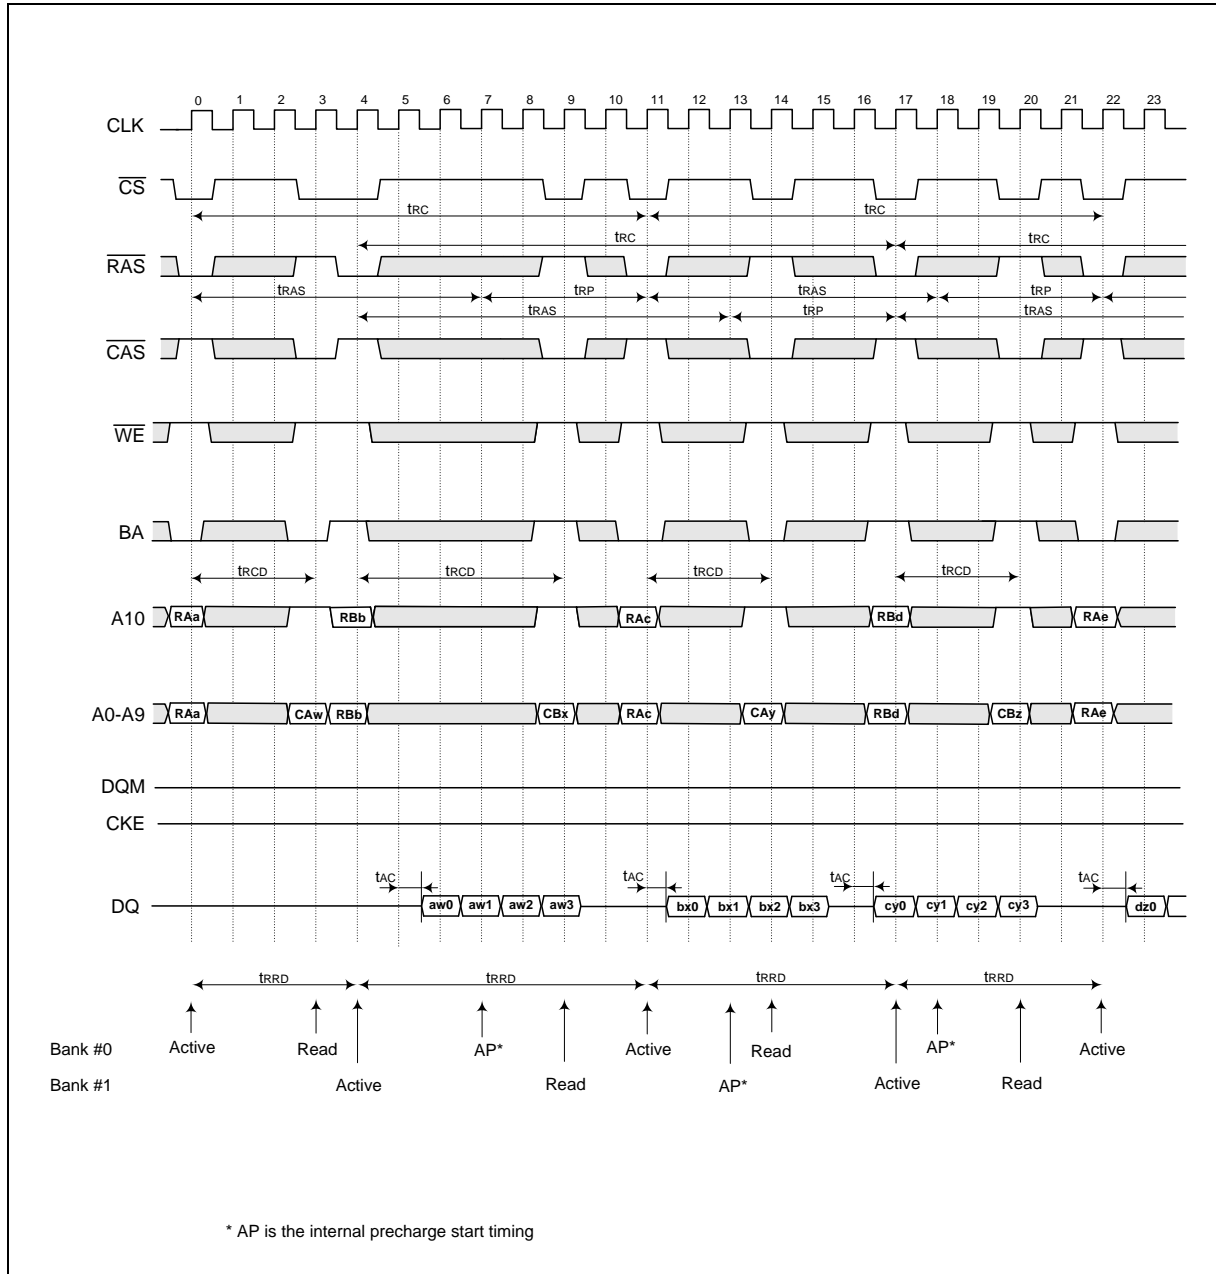 0 1 2 3 4 5 6 7 8 9 10 11 12 13 14 15 16 17 18 19 20 21 22 23
CLK
CS
tRC tRC
tRC tRC
RAS
tRAS tRP tRAS tRP
tRAS tRP tRAS
CAS
WE
BA
tRCD tRCD tRCD tRCD
A10 RAa RBb RAc RBd RAe
A0-A9 RAa CAw RBb CBx RAc CAy RBd CBz RAe
DQM
CKE
tAC tAC tAC tAC
DQ aw0 aw1 aw2 aw3 bx0 bx1 bx2 bx3 cy0 cy1 cy2 cy3 dz0
tRRD tRRD tRRD tRRD
Bank #0 Active Read AP* Active Read AP* Active
Bank #1 Active Read AP* Active Read
* AP is the internal precharge start timing